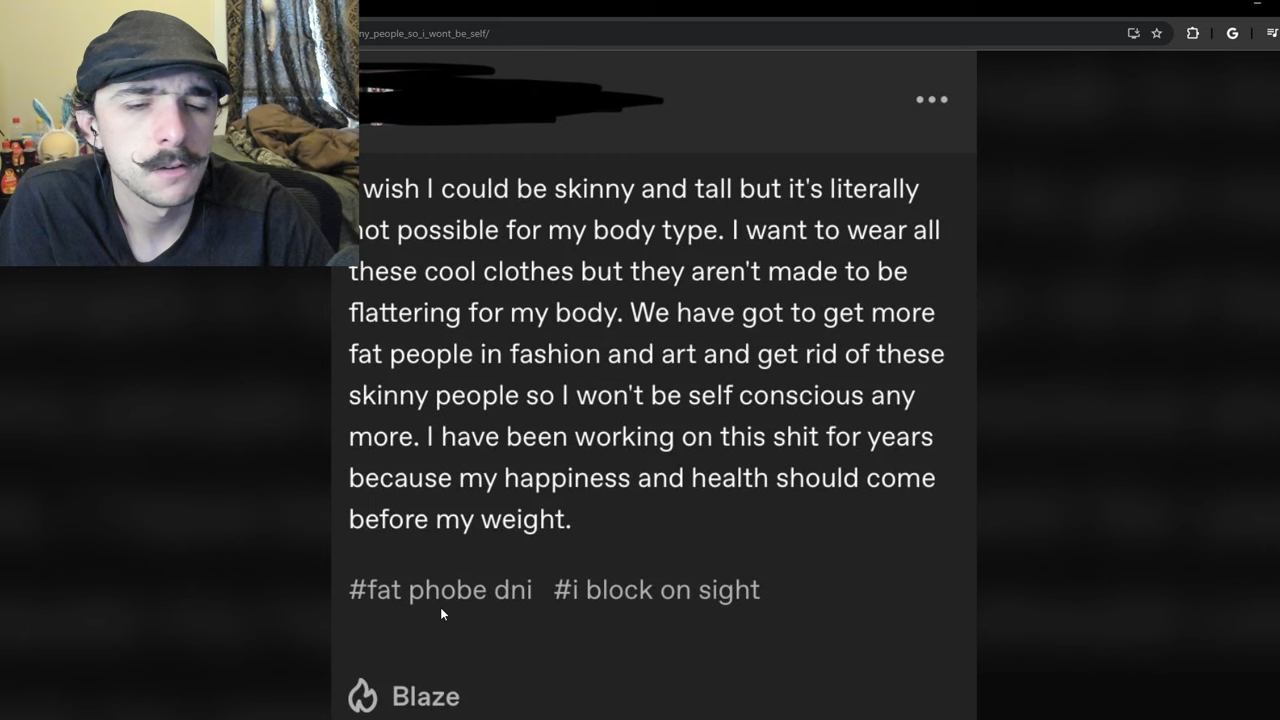 ny_people_so_i_wont_be_self/
wish I could be skinny and tall but it's literally
not possible for my body type. I want to wear all
these cool clothes but they aren't made to be
flattering for my body. We have got to get more
fat people in fashion and art and get rid of these
skinny people so I won't be self conscious any
more. I have been working on this shit for years
because my happiness and health should come
before my weight.
#fat phobe dni #i block on sight
Blaze